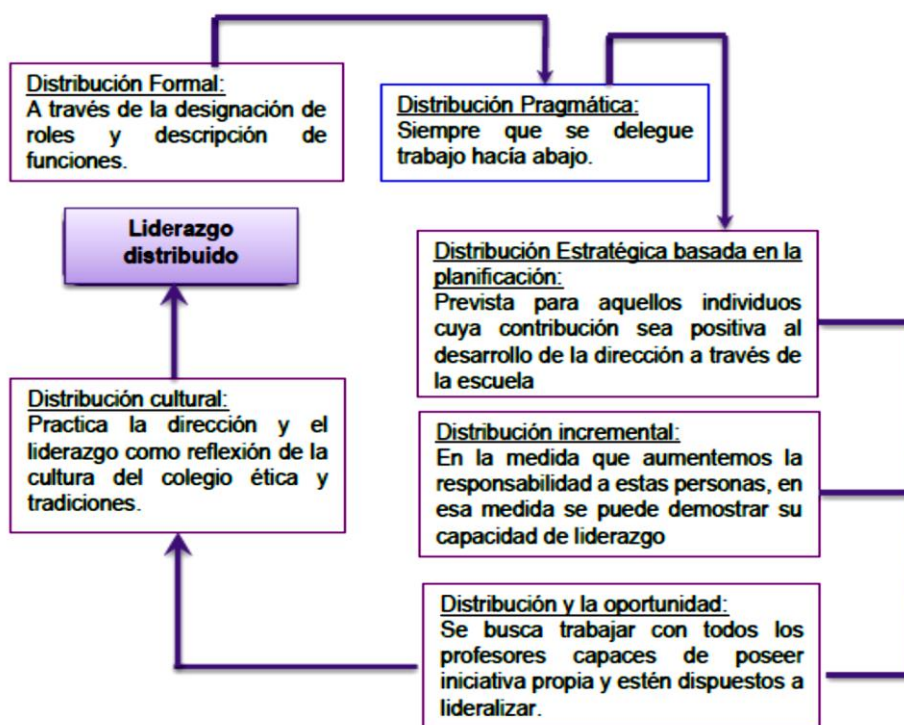 Distribución Formal:
A través de la designación de
roles y descripción de
funciones.
Distribución Pragmática:
Siempre que se delegue
trabajo hacía abajo.
Liderazgo
distribuido
Distribución Estratégica basada en la
planificación:
Prevista para aquellos individuos
cuya contribución sea positiva al
desarrollo de la dirección a través de
la escuela
Distribución cultural:
Practica la dirección y el
liderazgo como reflexión de la
cultura del colegio ética y
tradiciones.
Distribución incremental:
En la medida que aumentemos la
responsabilidad a estas personas, en
esa medida se puede demostrar su
capacidad de liderazgo
Distribución y la oportunidad:
Se busca trabajar con todos los
profesores capaces de poseer
iniciativa propia y estén dispuestos a
lideralizar.